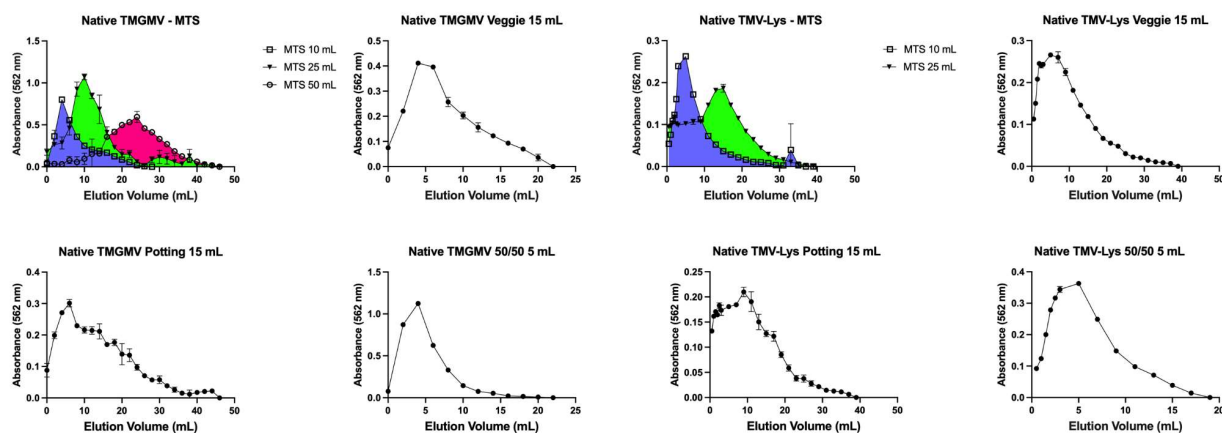 Native TMGMV - MTS
Absorbance (562 nm)
1.5
1.0
0.5
0.0
0 10 20 30 40 50
Elution Volume (mL)
MTS 10 mL
MTS 25 mL
MTS 50 mL
Native TMGMV Veggie 15 mL
Absorbance (562 nm)
0.5
0.4
0.3
0.2
0.1
0.0
0 5 10 15 20 25
Elution Volume (mL)
Native TMV-Lys - MTS
Absorbance (562 nm)
0.3
0.2
0.1
0.0
0 10 20 30 40 50
Elution Volume (mL)
MTS 10 mL
MTS 25 mL
Native TMV-Lys Veggie 15 mL
Absorbance (562 nm)
0.3
0.2
0.1
0.0
0 10 20 30 40 50
Elution Volume (mL)
Native TMGMV Potting 15 mL
Absorbance (562 nm)
0.4
0.3
0.2
0.1
0.0
0 10 20 30 40 50
Elution Volume (mL)
Native TMGMV 50/50 5 mL
Absorbance (562 nm)
1.5
1.0
0.5
0.0
0 5 10 15 20 25
Elution Volume (mL)
Native TMV-Lys Potting 15 mL
Absorbance (562 nm)
0.25
0.20
0.15
0.10
0.05
0.00
0 10 20 30 40 50
Elution Volume (mL)
Native TMV-Lys 50/50 5 mL
Absorbance (562 nm)
0.4
0.3
0.2
0.1
0.0
0 5 10 15 20
Elution Volume (mL)